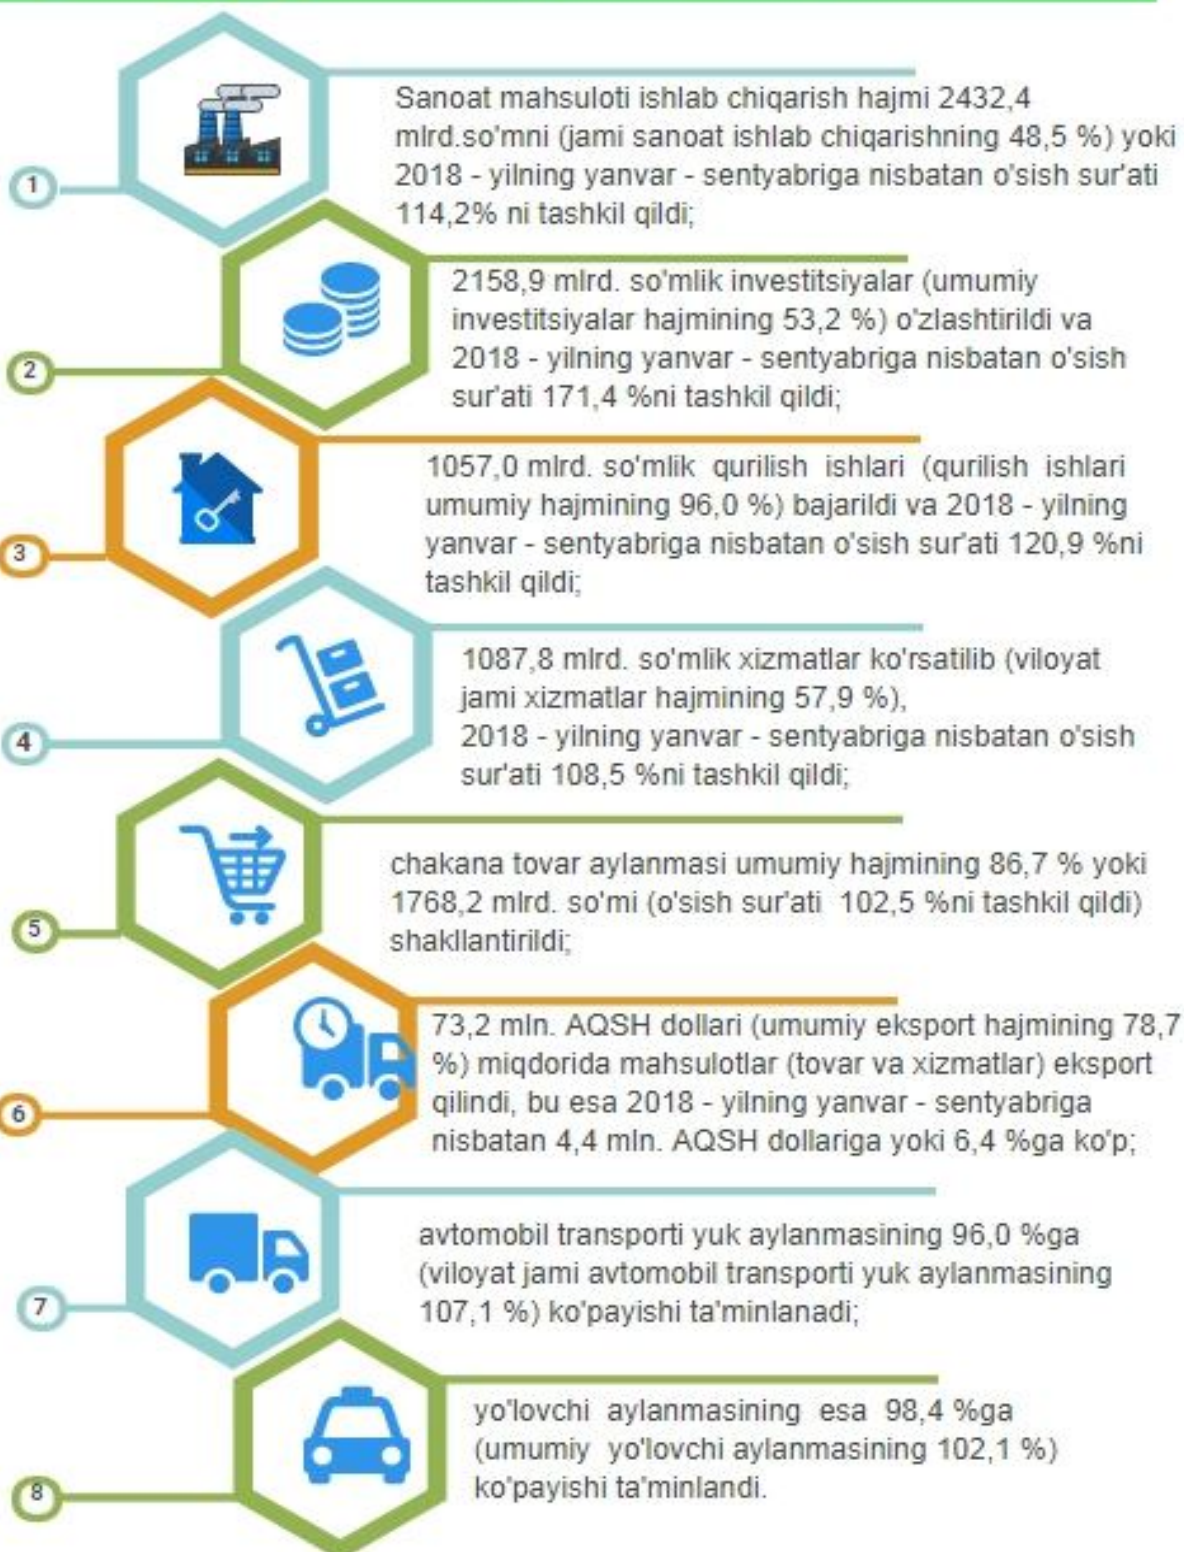 1
Sanoat mahsuloti ishlab chiqarish hajmi 2432,4
mlrd.so'mni (jami sanoat ishlab chiqarishning 48,5 %) yoki
2018 - yilning yanvar - sentyabriga nisbatan o'sish sur'ati
114,2% ni tashkil qildi;
2
2158,9 mlrd. so'mlik investitsiyalar (umumiy
investitsiyalar hajmining 53,2 %) o'zlashtirildi va
2018 - yilning yanvar - sentyabriga nisbatan o'sish
sur'ati 171,4 %ni tashkil qildi;
3
1057,0 mlrd. so'mlik qurilish ishlari (qurilish ishlari
umumiy hajmining 96,0 %) bajarildi va 2018 - yilning
yanvar - sentyabriga nisbatan o'sish sur'ati 120,9 %ni
tashkil qildi;
4
1087,8 mlrd. so'mlik xizmatlar ko'rsatilib (viloyat
jami xizmatlar hajmining 57,9 %),
2018 - yilning yanvar - sentyabriga nisbatan o'sish
sur'ati 108,5 %ni tashkil qildi;
5
chakana tovar aylanmasi umumiy hajmining 86,7 % yoki
1768,2 mlrd. so'mi (o'sish sur'ati 102,5 %ni tashkil qildi)
shakllantirildi;
6
73,2 mln. AQSH dollari (umumiy eksport hajmining 78,7
%) miqdorida mahsulotlar (tovar va xizmatlar) eksport
qilindi, bu esa 2018 - yilning yanvar - sentyabriga
nisbatan 4,4 mln. AQSH dollariga yoki 6,4 %ga ko'p;
7
avtomobil transporti yuk aylanmasining 96,0 %ga
(viloyat jami avtomobil transporti yuk aylanmasining
107,1 %) ko'payishi ta'minlanadi;
8
yo'lovchi aylanmasining esa 98,4 %ga
(umumiy yo'lovchi aylanmasining 102,1 %)
ko'payishi ta'minlandi.